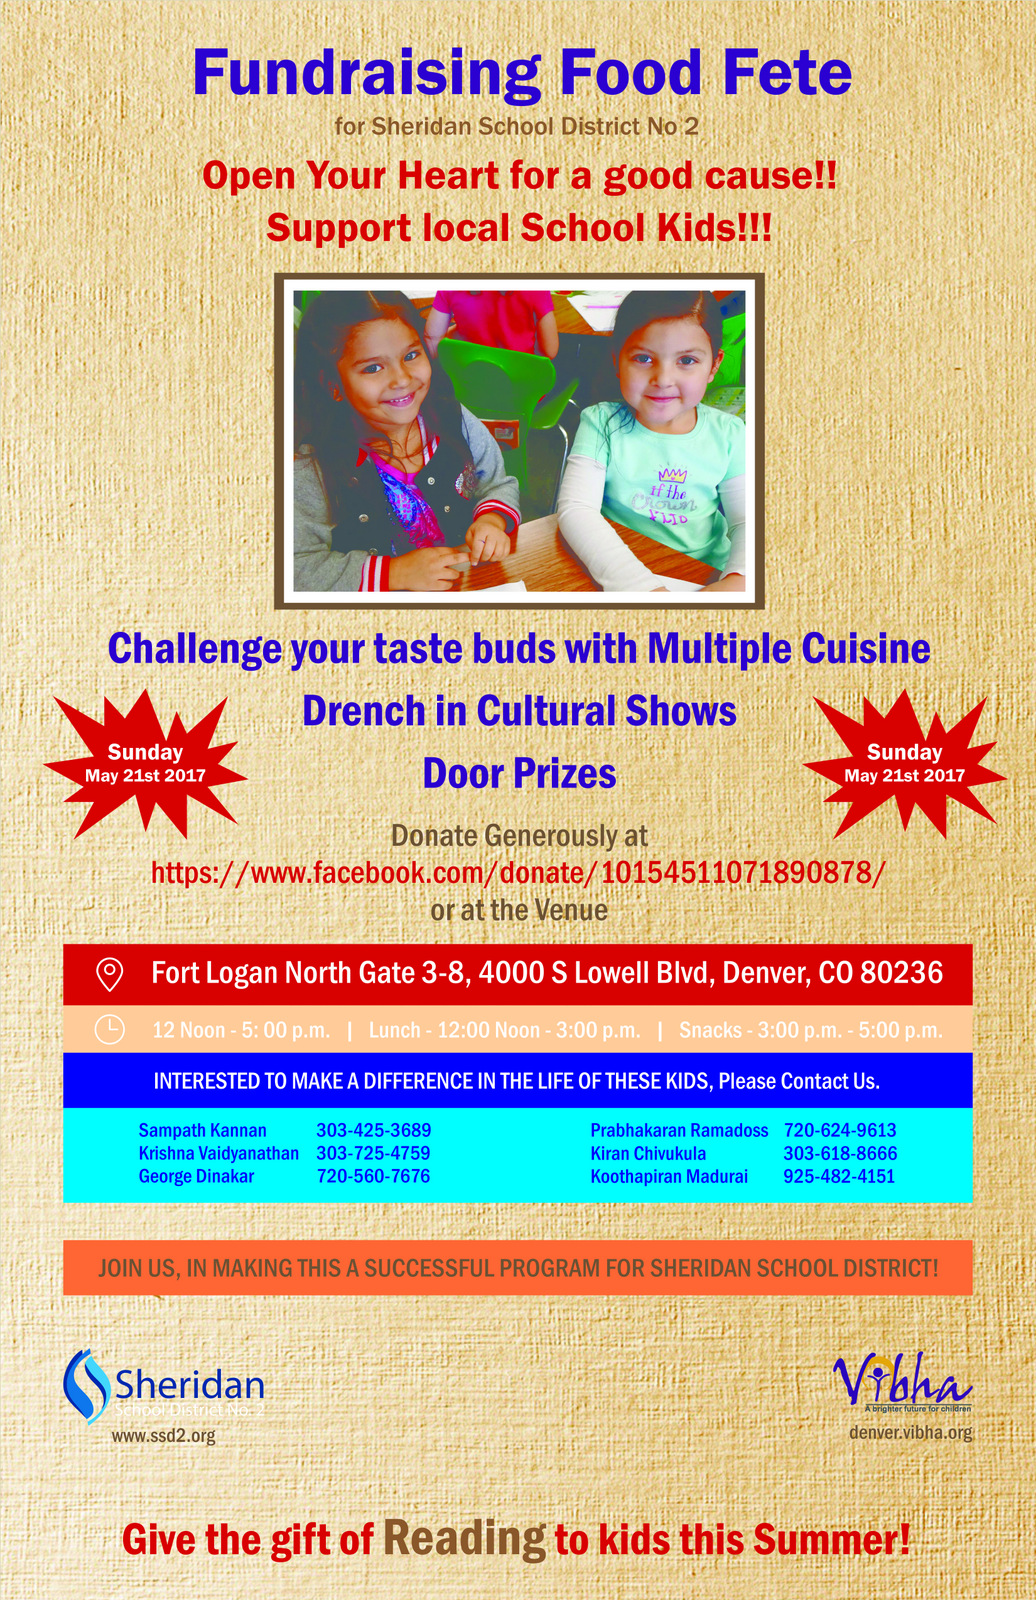 Fundraising Food Fete
for Sheridan School District No 2
Open Your Heart for a good cause!!
Support local School Kids!!!
If the
Crown
Challenge your taste buds with Multiple Cuisine
Drench in Cultural Shows
Door Prizes
Sunday
May 21st 2017
Sunday
May 21st 2017
Donate Generously at
https://www.facebook.com/donate/10154511071890878/
or at the Venue
Fort Logan North Gate 3-8, 4000 S Lowell Blvd, Denver, CO 80236
12 Noon - 5: 00 p.m. | Lunch - 12:00 Noon - 3:00 p.m. | Snacks - 3:00 p.m. - 5:00 p.m.
INTERESTED TO MAKE A DIFFERENCE IN THE LIFE OF THESE KIDS, Please Contact Us.
Sampath Kannan 303-425-3689 Prabhakaran Ramadoss 720-624-9613
Krishna Vaidyanathan 303-725-4759 Kiran Chivukula 303-618-8666
George Dinakar 720-560-7676 Koothapiran Madurai 925-482-4151
JOIN US, IN MAKING THIS A SUCCESSFUL PROGRAM FOR SHERIDAN SCHOOL DISTRICT!
Sheridan
School District No.
www.ssd2.org
Vibha
A brighter future for children
denver.vibha.org
Give the gift of Reading to kids this Summer!